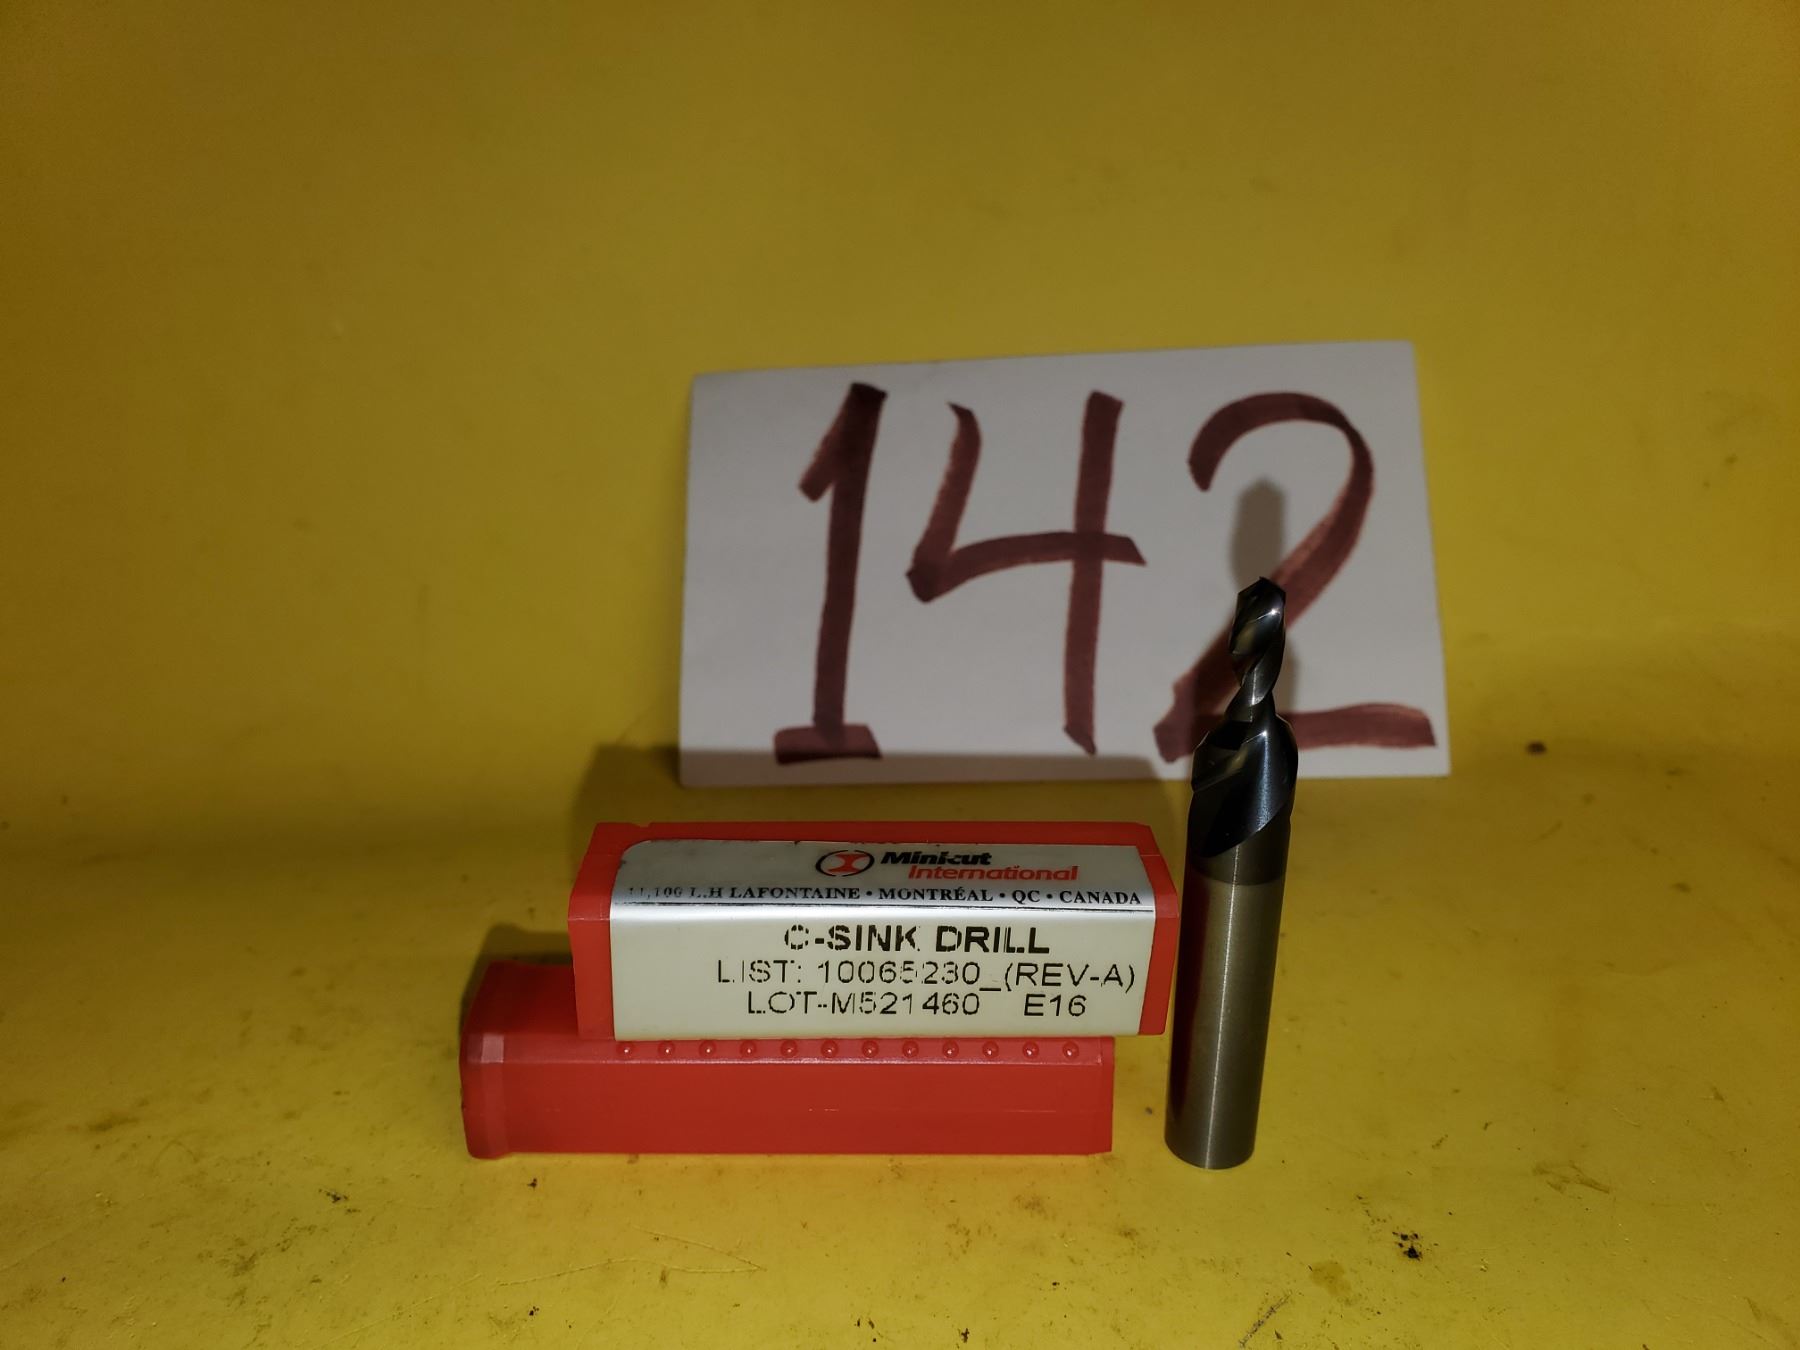 142
Minicut
International
11,100 L.H LAFONTAINE • MONTRÉAL • QC • CANADA
C-SINK DRILL
LIST: 10065230_(REV-A)
LOT-M521460 E16